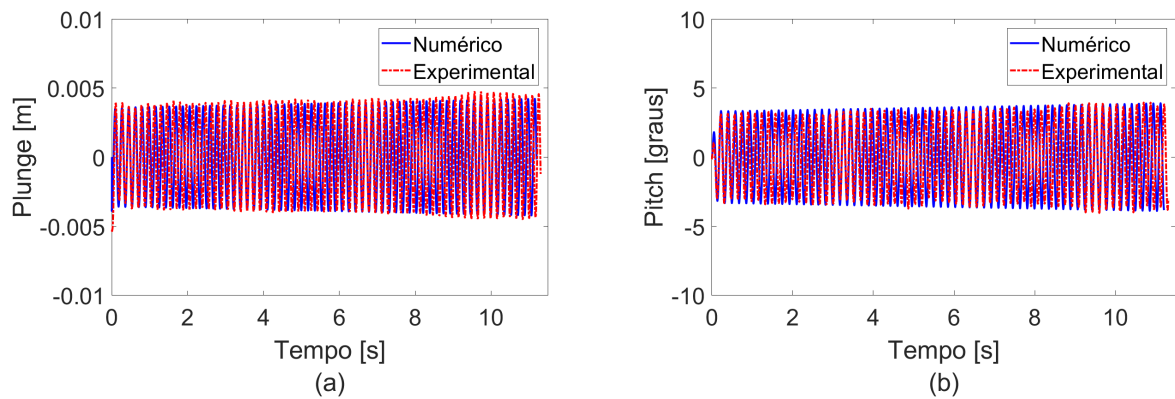 0.01
0.005
0
-0.005
-0.01
Plunge [m]
Numérico
Experimental
0 2 4 6 8 10
Tempo [s]
(a)
10
5
0
-5
-10
Pitch [graus]
Numérico
Experimental
0 2 4 6 8 10
Tempo [s]
(b)